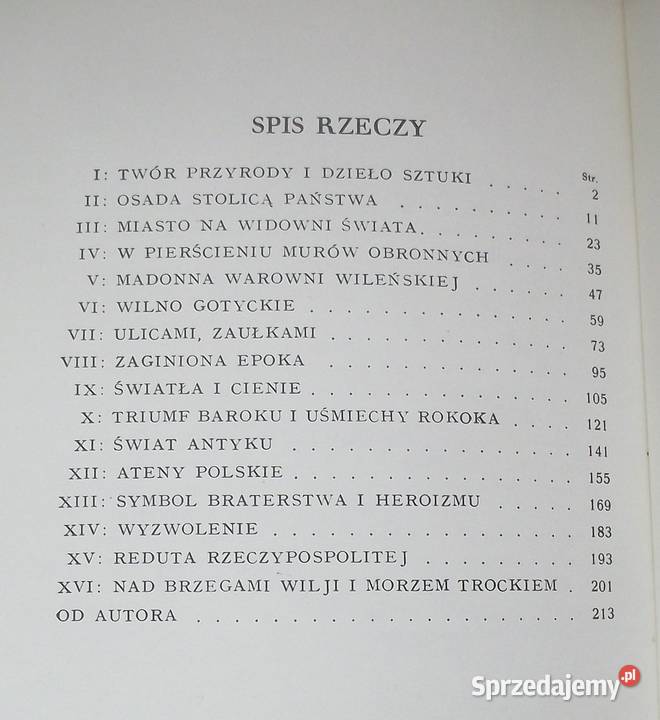 SPIS RZECZY
Str.
I: TWÓR PRZYRODY I DZIEŁO SZTUKI . . . . . 2
II: OSADA STOLICĄ PAŃSTWA . . . . . . . . 11
III: MIASTO NA WIDOWNI ŚWIATA. . . . . . . 23
IV: W PIERŚCIENIU MURÓW OBRONNYCH . . . . 35
V: MADONNA WAROWNI WILEŃSKIEJ . . . . . 47
VI: WILNO GOTYCKIE . . . . . . . . . . . 59
VII: ULICAMI, ZAUŁKAMI . . . . . . . . . . 73
VIII: ZAGINIONA EPOKA . . . . . . . . . . . 95
IX: ŚWIATŁA I CIENIE . . . . . . . . . . . 105
X: TRIUMF BAROKU I UŚMIECHY ROKOKA . . . . 121
XI: ŚWIAT ANTYKU . . . . . . . . . . . . 141
XII: ATENY POLSKIE . . . . . . . . . . . . 155
XIII: SYMBOL BRATERSTWA I HEROIZMU . . . . . 169
XIV: WYZWOLENIE . . . . . . . . . . . . . 183
XV: REDUTA RZECZYPOSPOLITEJ . . . . . . . 193
XVI: NAD BRZEGAMI WILJI I MORZEM TROCKIEM . 201
OD AUTORA . . . . . . . . . . . . . . . . 213
Sprzedajemy.pl